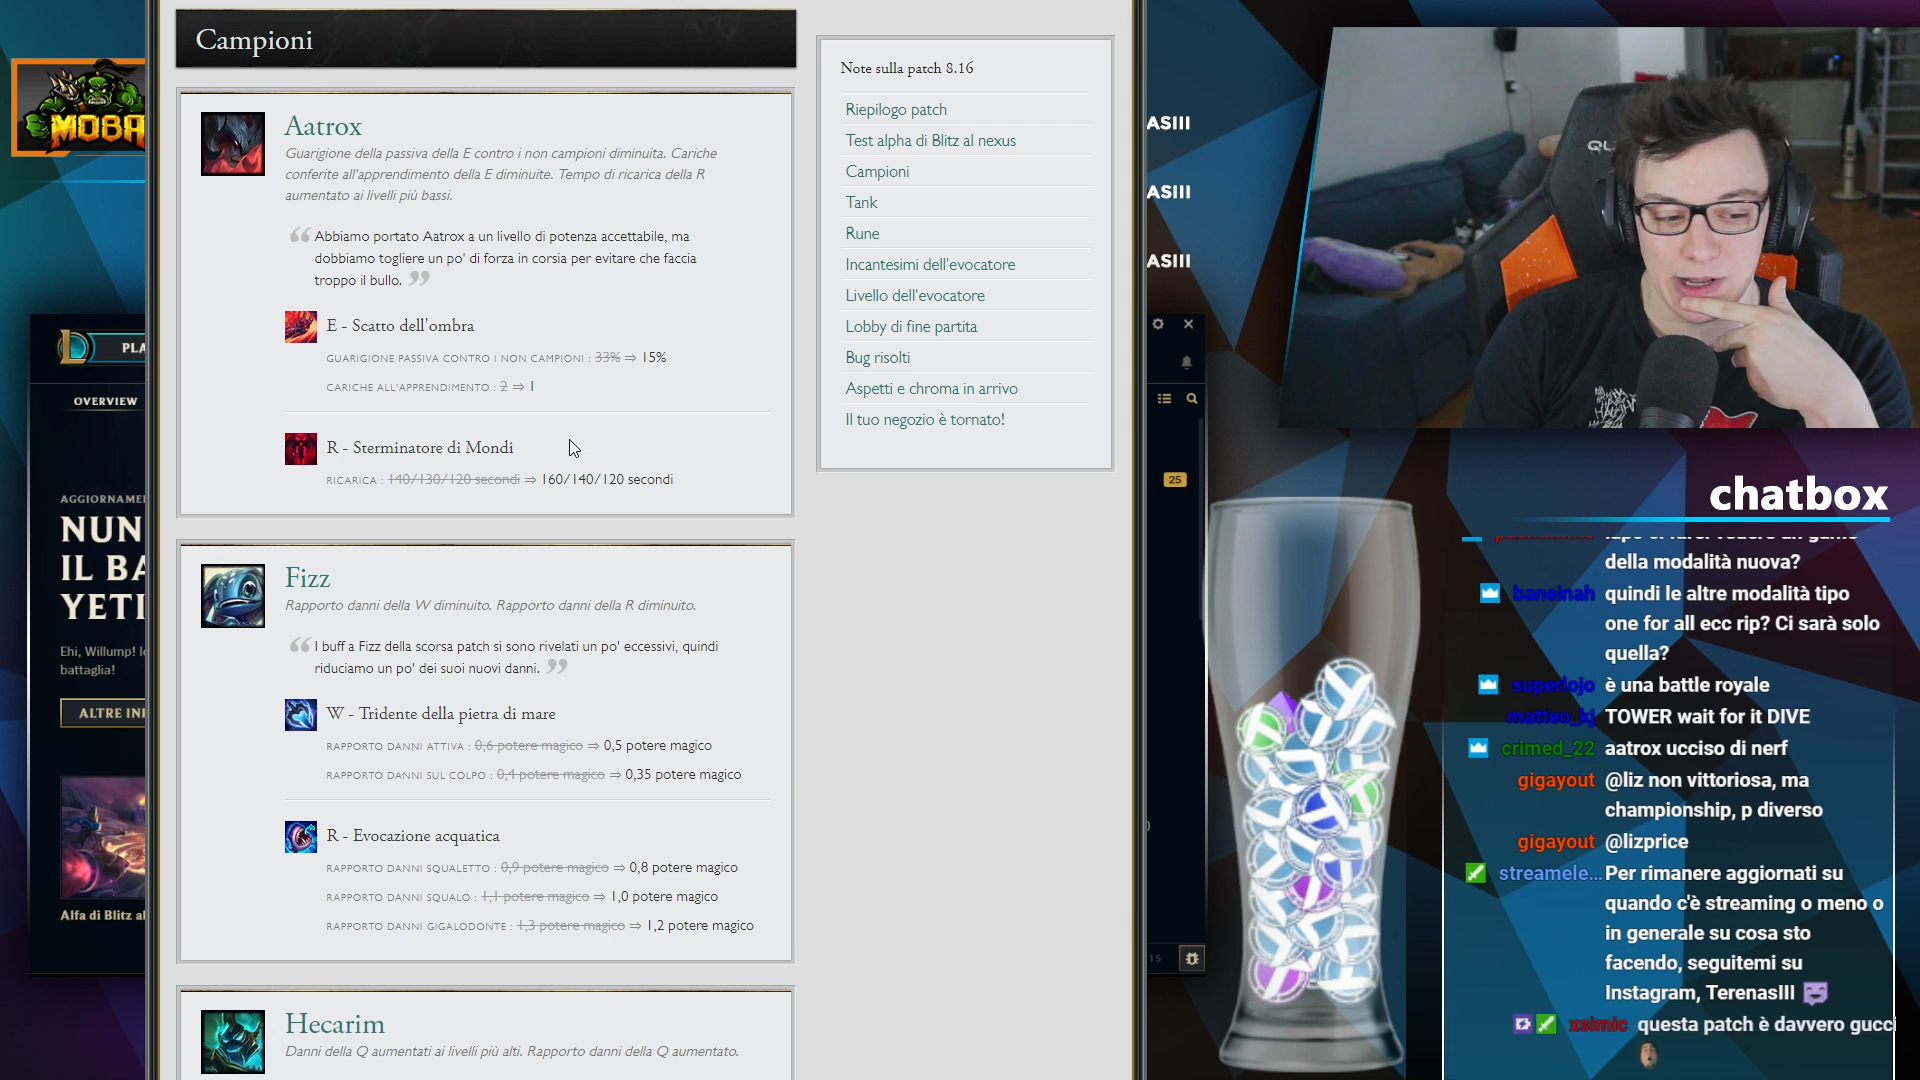 Campioni
Aatrox
Guarigione della passiva della E contro i non campioni diminuita. Cariche
conferite all'apprendimento della E diminuite. Tempo di ricarica della R
aumentato ai livelli più bassi.
“ Abbiamo portato Aatrox a un livello di potenza accettabile, ma
dobbiamo togliere un po' di forza in corsia per evitare che faccia
troppo il bullo. ”
E - Scatto dell'ombra
GUARIGIONE PASSIVA CONTRO I NON CAMPIONI : 33% ⇒ 15%
CARICHE ALL'APPRENDIMENTO : 2 ⇒ 1
R - Sterminatore di Mondi
RICARICA : 140/130/120 secondi ⇒ 160/140/120 secondi
Fizz
Rapporto danni della W diminuito. Rapporto danni della R diminuito.
“ I buff a Fizz della scorsa patch si sono rivelati un po' eccessivi, quindi
riduciamo un po' dei suoi nuovi danni. ”
W - Tridente della pietra di mare
RAPPORTO DANNI ATTIVA : 0,6 potere magico ⇒ 0,5 potere magico
RAPPORTO DANNI SUL COLPO : 0,4 potere magico ⇒ 0,35 potere magico
R - Evocazione acquatica
RAPPORTO DANNI SQUALETTO : 0,9 potere magico ⇒ 0,8 potere magico
RAPPORTO DANNI SQUALO : 1,1 potere magico ⇒ 1,0 potere magico
RAPPORTO DANNI GIGALODONTE : 1,3 potere magico ⇒ 1,2 potere magico
Hecarim
Danni della Q aumentati ai livelli più alti. Rapporto danni della Q aumentato.
Note sulla patch 8.16
Riepilogo patch
Test alpha di Blitz al nexus
Campioni
Tank
Rune
Incantesimi dell'evocatore
Livello dell'evocatore
Lobby di fine partita
Bug risolti
Aspetti e chroma in arrivo
Il tuo negozio è tornato!
MOBA
PLA
OVERVIEW
AGGIORNAME
NUN
IL BA
YETI
Ehi, Willump!
battaglia!
ALTRE IN
Alfa di Blitz al
ASIII
ASIII
ASIII
25
15
chatbox
della modalità nuova?
baneinah quindi le altre modalità tipo
one for all ecc rip? Ci sarà solo
quella?
superlojo è una battle royale
matteo_kj TOWER wait for it DIVE
crimed_22 aatrox ucciso di nerf
gigayout @liz non vittoriosa, ma
championship, p diverso
gigayout @lizprice
streamele... Per rimanere aggiornati su
quando c'è streaming o meno o
in generale su cosa sto
facendo, seguitemi su
Instagram, TerenasIII
xsimic questa patch è davvero gucci